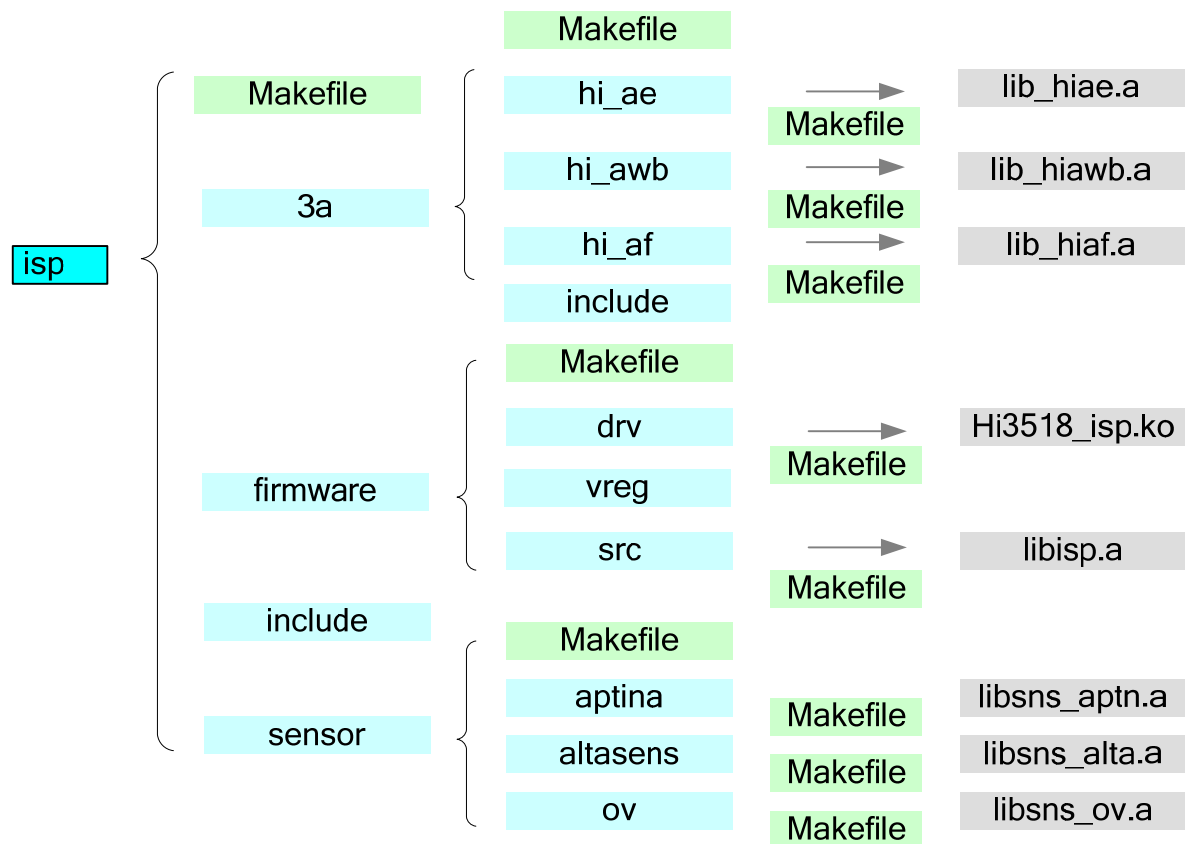 Makefile
Makefile
hi_ae
lib_hiae.a
Makefile
hi_awb
lib_hiawb.a
3a
Makefile
hi_af
lib_hiaf.a
isp
Makefile
include
Makefile
drv
Hi3518_isp.ko
Makefile
firmware
vreg
src
libisp.a
Makefile
include
Makefile
aptina
libsns_aptn.a
Makefile
sensor
altasens
libsns_alta.a
Makefile
ov
libsns_ov.a
Makefile